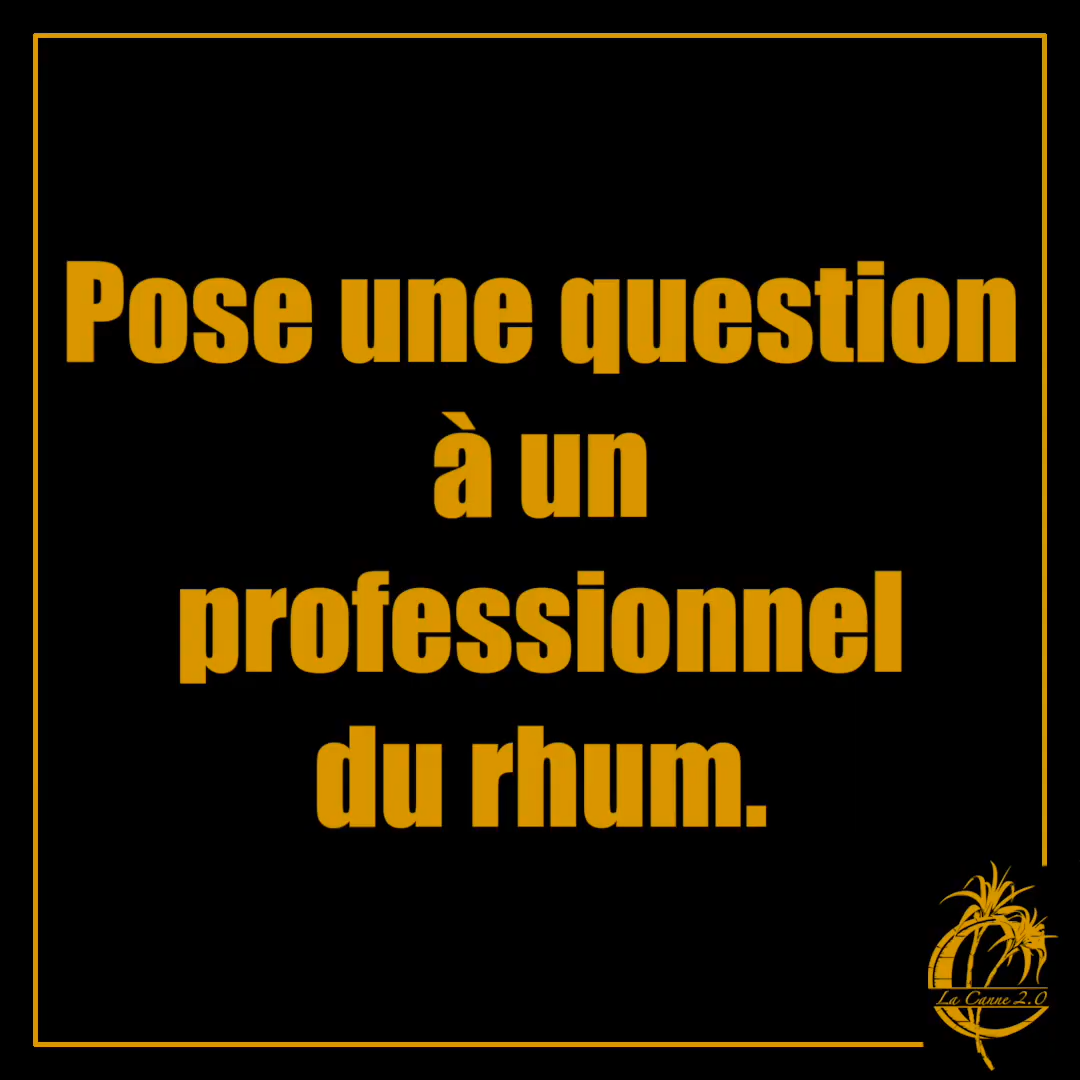 Pose une question
à un
professionnel
du rhum.
La Canne 2.0